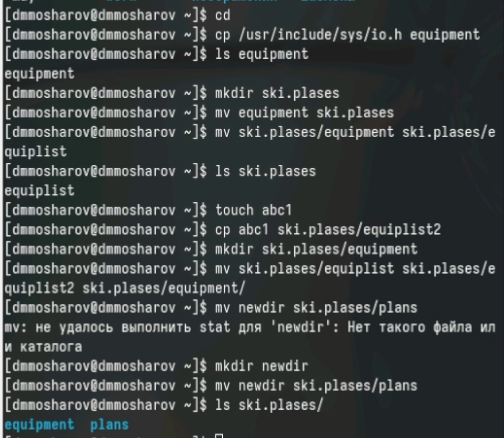 [dmmosharov@dmmosharov ~]$ cd
[dmmosharov@dmmosharov ~]$ cp /usr/include/sys/io.h equipment
[dmmosharov@dmmosharov ~]$ ls equipment
equipment
[dmmosharov@dmmosharov ~]$ mkdir ski.plases
[dmmosharov@dmmosharov ~]$ mv equipment ski.plases
[dmmosharov@dmmosharov ~]$ mv ski.plases/equipment ski.plases/e
quiplist
[dmmosharov@dmmosharov ~]$ ls ski.plases
equiplist
[dmmosharov@dmmosharov ~]$ touch abc1
[dmmosharov@dmmosharov ~]$ cp abc1 ski.plases/equiplist2
[dmmosharov@dmmosharov ~]$ mkdir ski.plases/equipment
[dmmosharov@dmmosharov ~]$ mv ski.plases/equiplist ski.plases/e
quiplist2 ski.plases/equipment/
[dmmosharov@dmmosharov ~]$ mv newdir ski.plases/plans
mv: не удалось выполнить stat для 'newdir': Нет такого файла ил
и каталога
[dmmosharov@dmmosharov ~]$ mkdir newdir
[dmmosharov@dmmosharov ~]$ mv newdir ski.plases/plans
[dmmosharov@dmmosharov ~]$ ls ski.plases/
equipment  plans